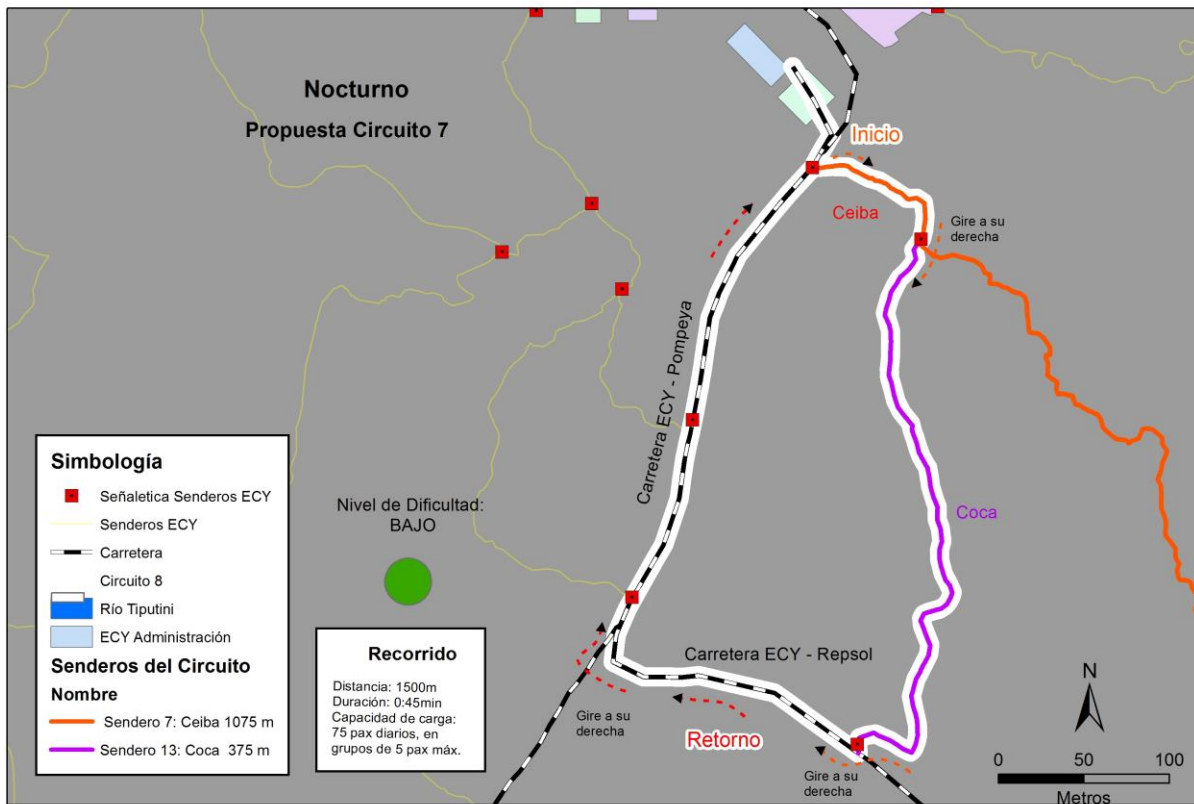 Nocturno
Propuesta Circuito 7
Inicio
Ceiba
Gire a su
derecha
Carretera ECY - Pompeya
Coca
Nivel de Dificultad:
BAJO
Simbología
Señaletica Senderos ECY
Senderos ECY
Carretera
Circuito 8
Río Tiputini
ECY Administración
Senderos del Circuito
Nombre
Sendero 7: Ceiba 1075 m
Sendero 13: Coca 375 m
Recorrido
Distancia: 1500m
Duración: 0:45min
Capacidad de carga:
75 pax diarios, en
grupos de 5 pax máx.
Carretera ECY - Repsol
Gire a su
derecha
Retorno
Gire a su
derecha
N
0 50 100
Metros